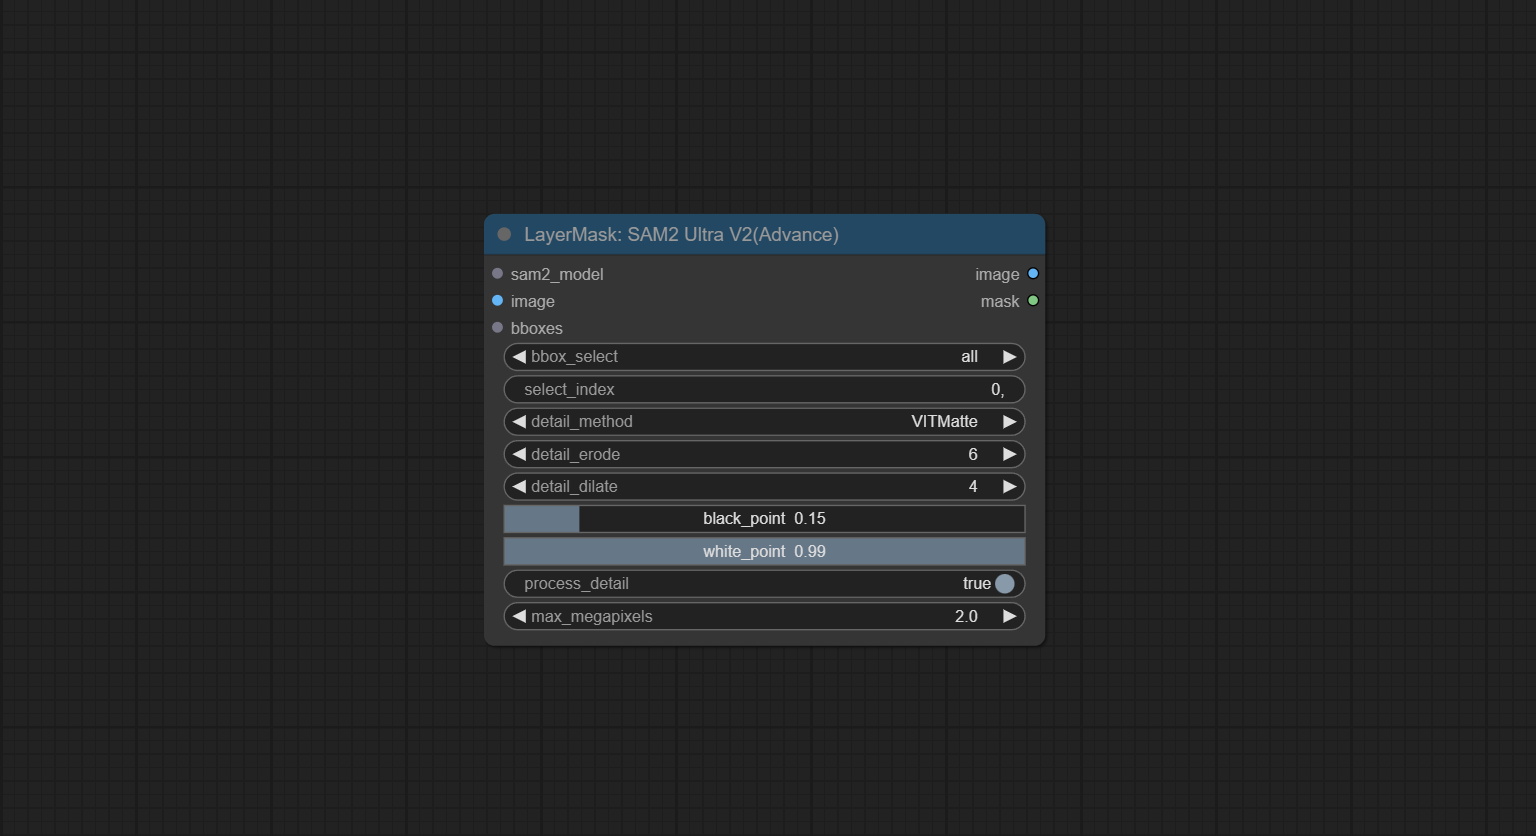 LayerMask: SAM2 Ultra V2(Advance)
sam2_model image
image mask
bboxes
bbox_select all
select_index 0,
detail_method VITMatte
detail_erode 6
detail_dilate 4
black_point 0.15
white_point 0.99
process_detail true
max_megapixels 2.0